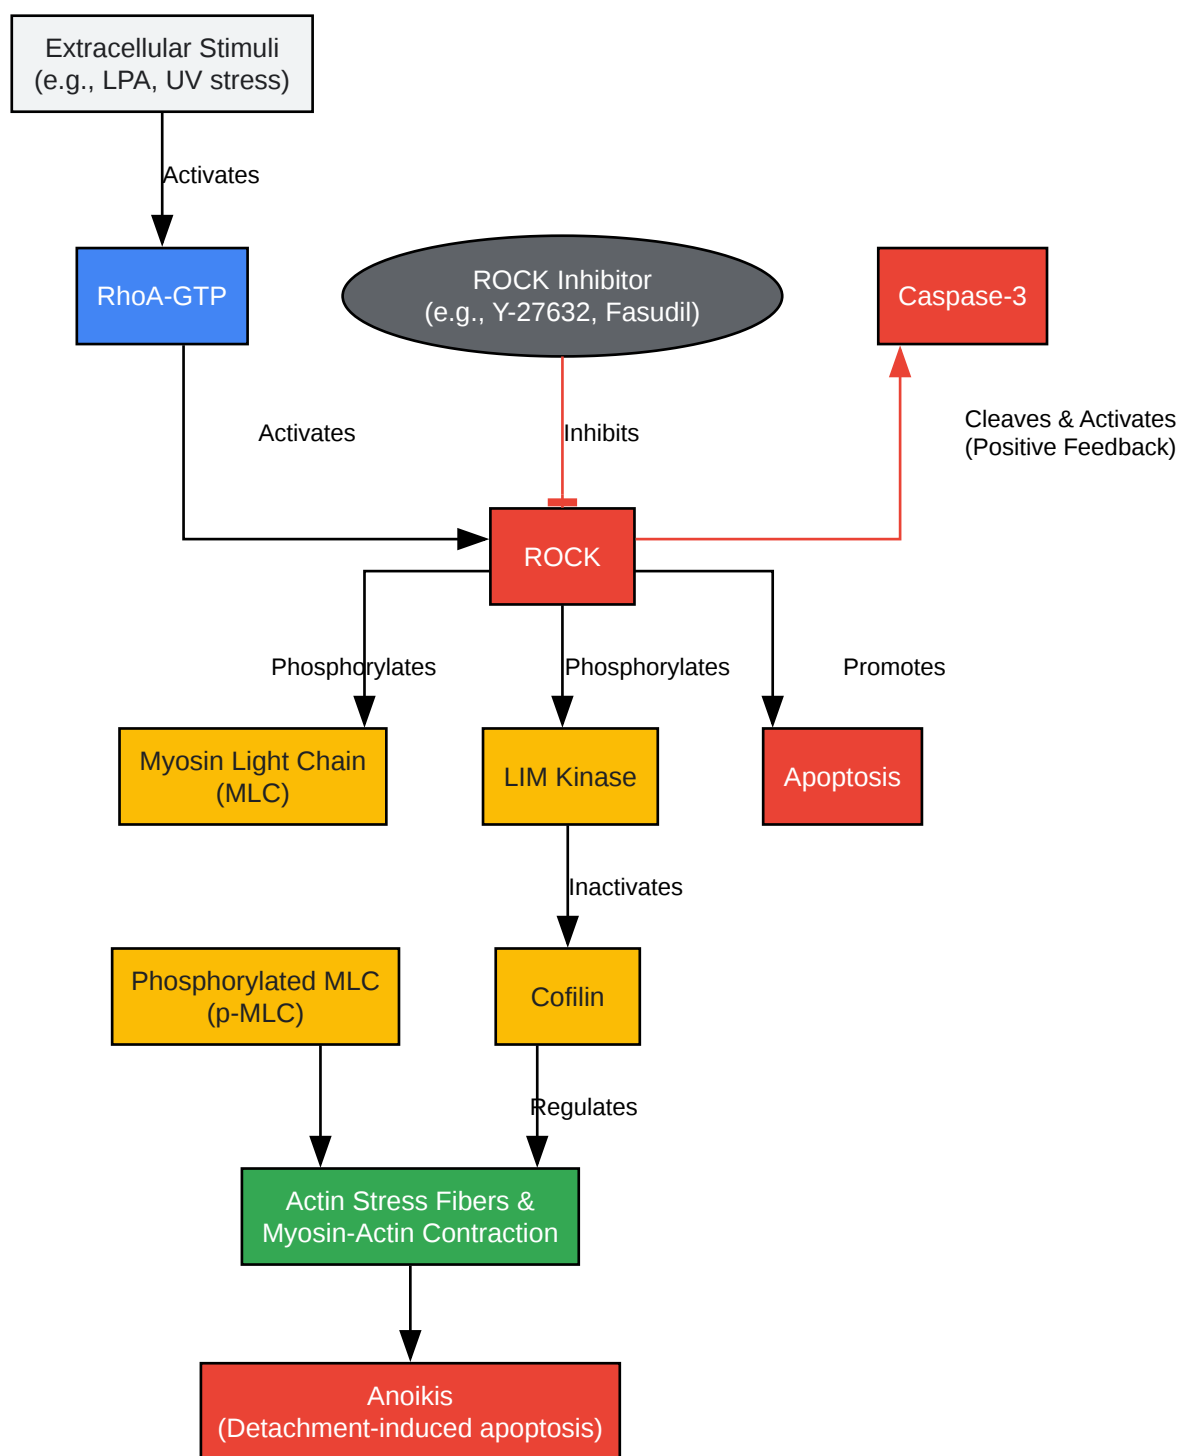 Extracellular Stimuli
(e.g., LPA, UV stress)
Activates
RhoA-GTP
ROCK Inhibitor
(e.g., Y-27632, Fasudil)
Caspase-3
Activates
Inhibits
Cleaves & Activates
(Positive Feedback)
ROCK
Phosphorylates
Phosphorylates
Promotes
Myosin Light Chain
(MLC)
LIM Kinase
Apoptosis
Inactivates
Phosphorylated MLC
(p-MLC)
Cofilin
Regulates
Actin Stress Fibers &
Myosin-Actin Contraction
Anoikis
(Detachment-induced apoptosis)